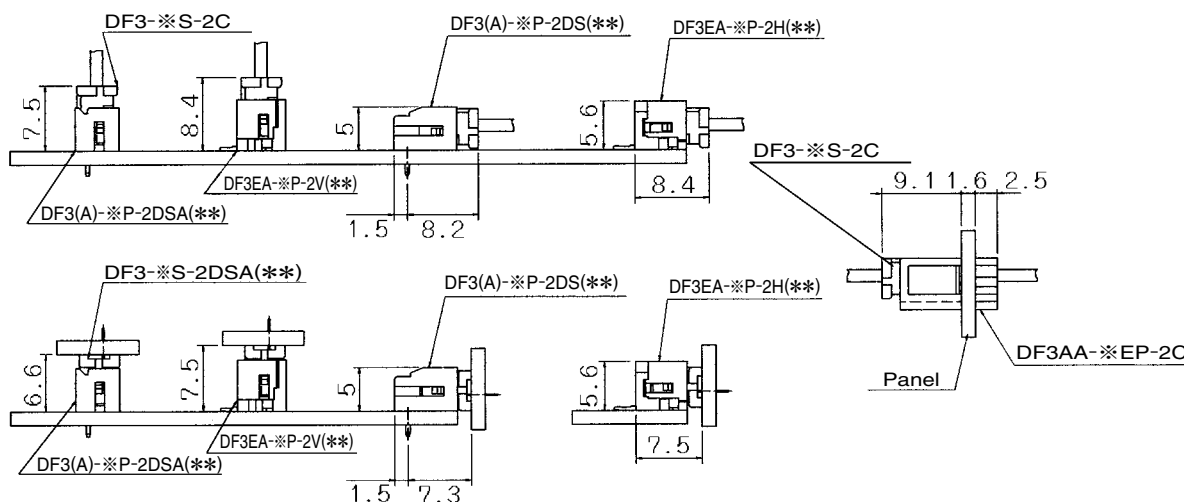 DF3-※S-2C
DF3(A)-※P-2DS(**)
DF3EA-※P-2H(**)
7.5
8.4
5
5.6
DF3EA-※P-2V(**)
DF3(A)-※P-2DSA(**)
1.5
8.2
8.4
DF3-※S-2C
9.1
1.6
2.5
DF3-※S-2DSA(**)
DF3(A)-※P-2DS(**)
DF3EA-※P-2H(**)
6.6
7.5
5
5.6
Panel
DF3AA-※EP-2C
DF3EA-※P-2V(**)
DF3(A)-※P-2DSA(**)
1.5
7.3
7.5